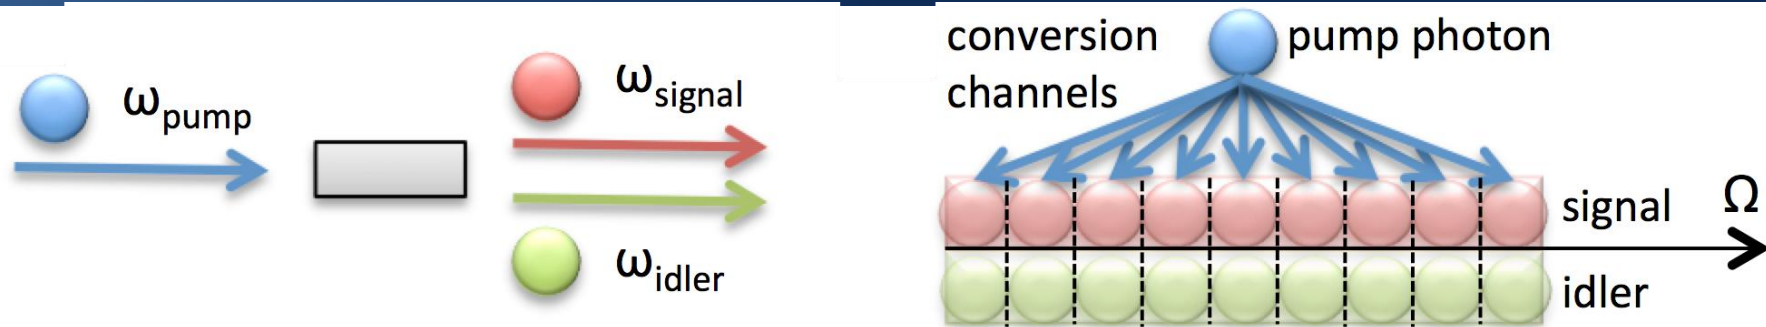 ω_pump
ω_signal
ω_idler
conversion
channels
pump photon
signal
Ω
idler